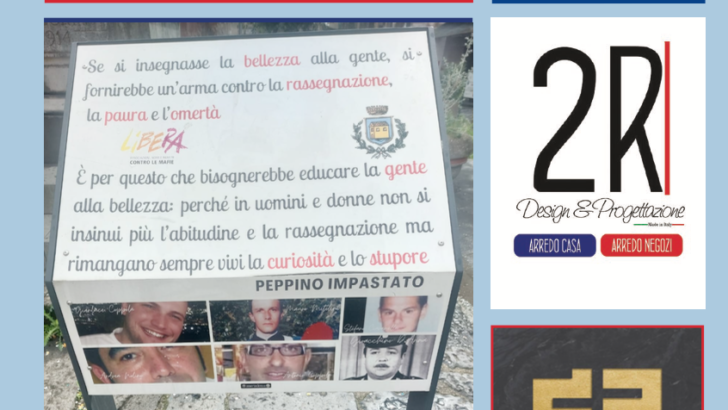 Se si insegnasse la bellezza alla gente, si
fornirebbe un'arma contro la rassegnazione,
la paura e l'omertà
LIBERA
CONTRO LE MAFIE
È per questo che bisognerebbe educare la gente
alla bellezza: perché in uomini e donne non si
insinui più l'abitudine e la rassegnazione ma
rimangano sempre vivi la curiosità e lo stupore
PEPPINO IMPASTATO
2R
Design & Progettazione
Made in Italy
ARREDO CASA
ARREDO NEGOZI